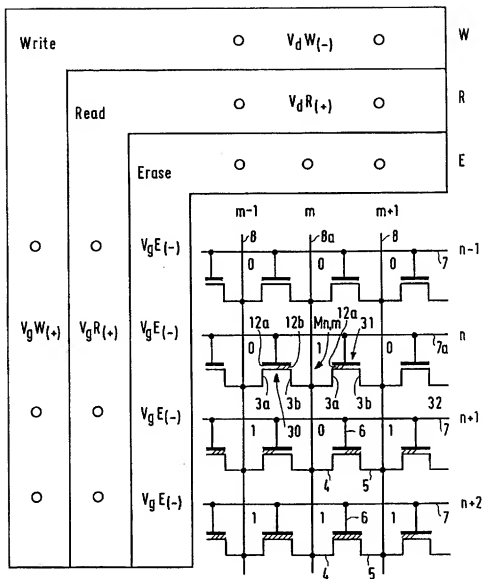 Write O VdW(-) O W
Read O VdR(+) O R
Erase O O O E
m-1 m m+1
8 8a 8
O O VgE(-) 0 0 0 n-1
7
12a 12b Mn,m 12a 31
VgW(+) VgR(+) VgE(-) 0 1 0 n
7a
3a 3b 3a 3b 32
30
O O VgE(-) 1 0 6 1 n+1
7
4 5
O O VgE(-) 1 1 6 1 n+2
7
4 5